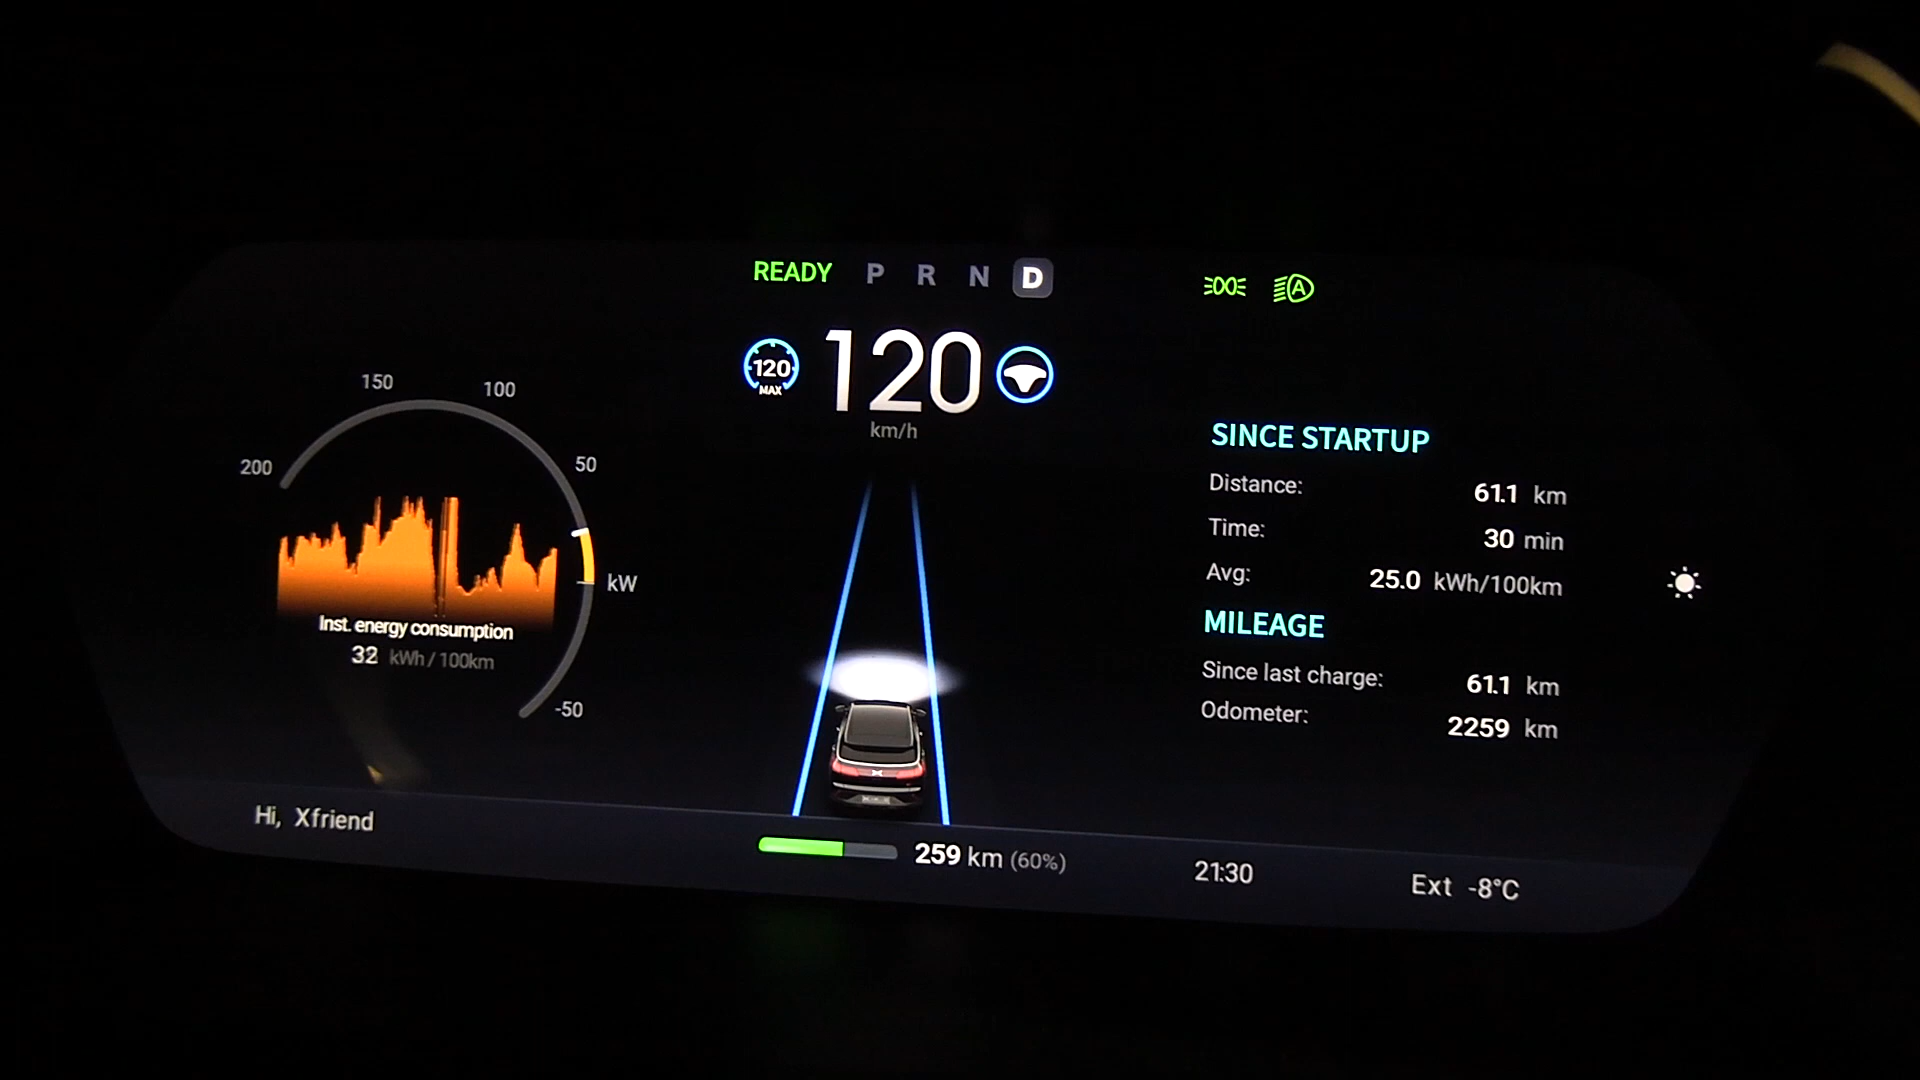 READY P R N D
120 MAX 120
km/h
150 100
200 50
kW
-50
Inst. energy consumption
32 kWh / 100km
SINCE STARTUP
Distance: 61.1 km
Time: 30 min
Avg: 25.0 kWh/100km
MILEAGE
Since last charge: 61.1 km
Odometer: 2259 km
Hi, Xfriend
259 km (60%)
21:30
Ext -8°C